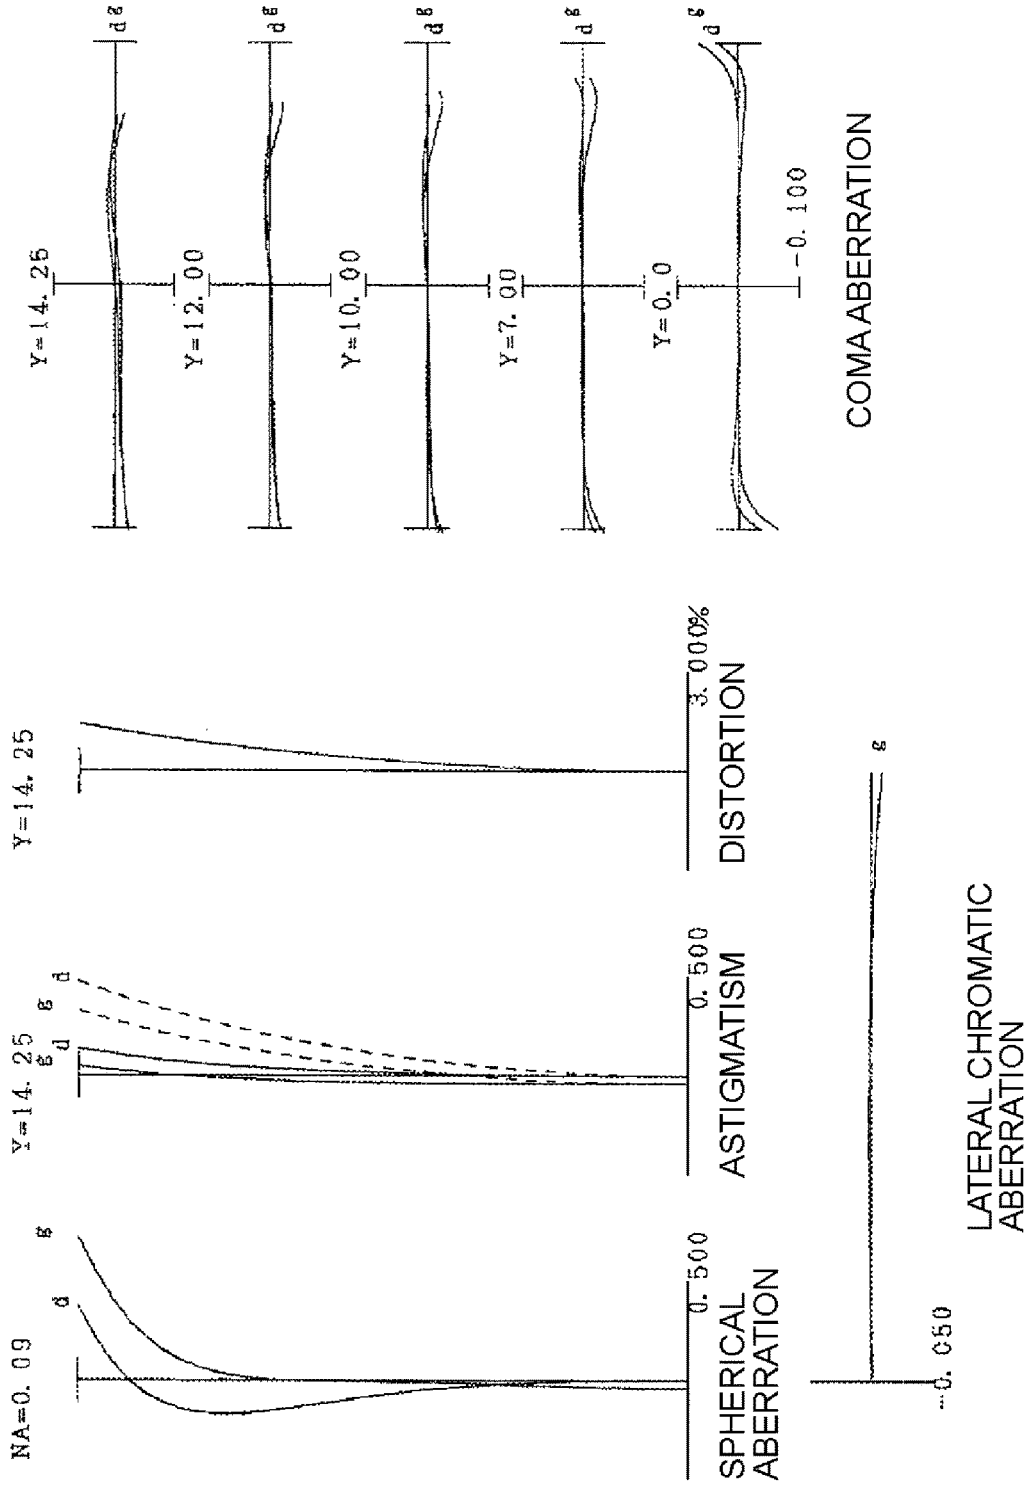 NA=0. 09
d
g
0. 500
SPHERICAL
ABERRATION
Y=14. 25
g
d
g
d
0. 500
ASTIGMATISM
Y=14. 25
3. 000%
DISTORTION
Y=14. 25
d g
Y=12. 00
d g
Y=10. 00
d g
Y=7. 00
d g
Y=0. 0
d g
-0. 100
COMA ABERRATION
g
-0. 050
LATERAL CHROMATIC
ABERRATION